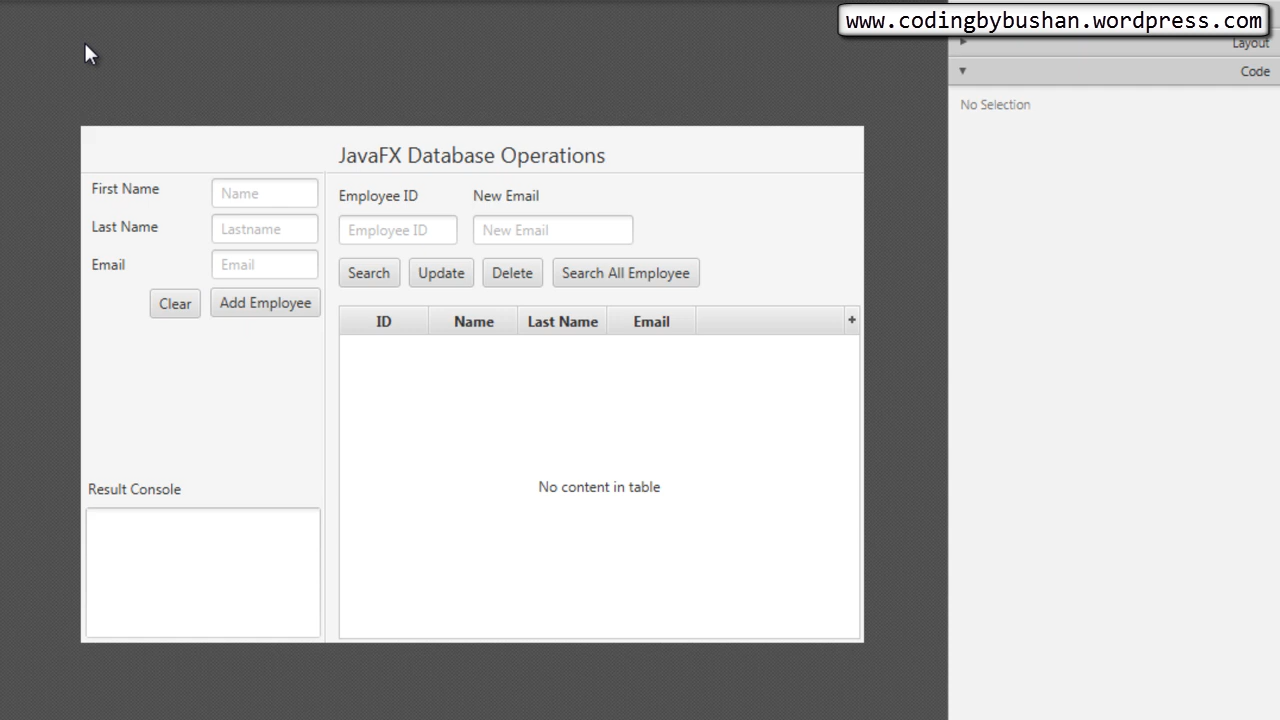 www.codingbybushan.wordpress.com
Layout
Code
No Selection
JavaFX Database Operations
First Name
Name
Last Name
Lastname
Email
Email
Clear
Add Employee
Result Console
Employee ID
New Email
Employee ID
New Email
Search
Update
Delete
Search All Employee
ID
Name
Last Name
Email
+
No content in table